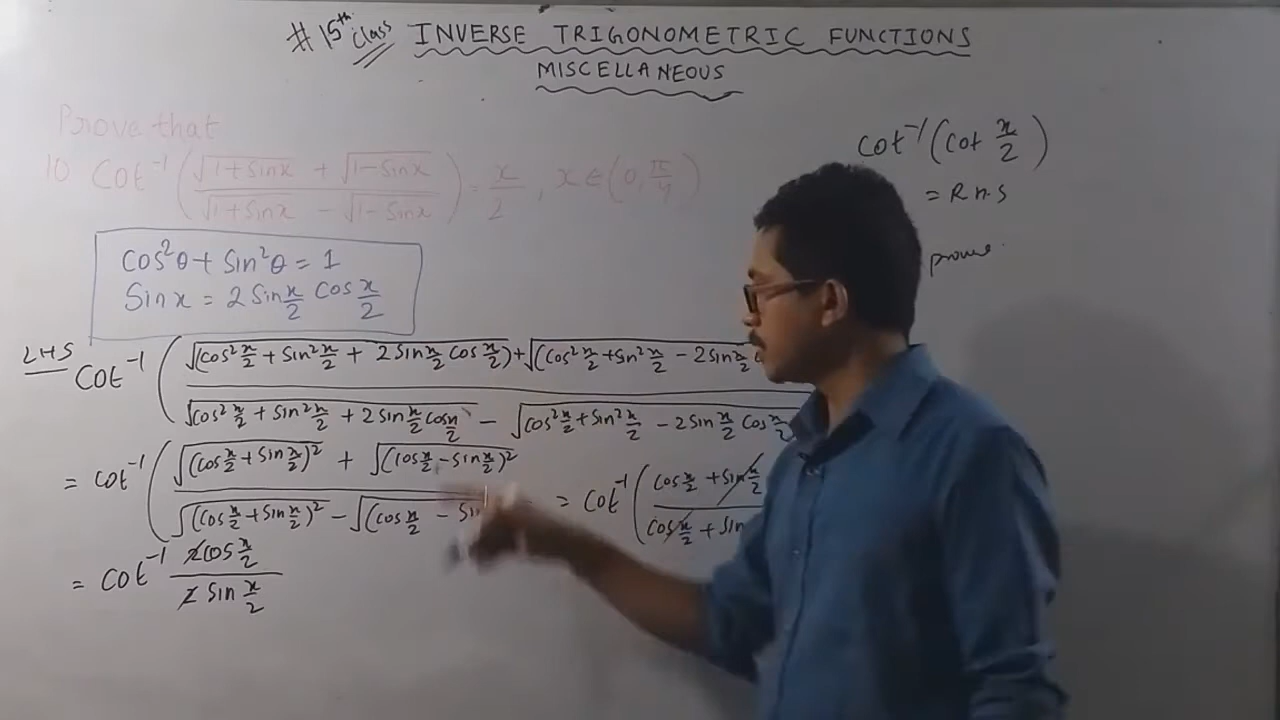 # 15th Class INVERSE TRIGONOMETRIC FUNCTIONS
MISCELLANEOUS
Prove that
10 Cot⁻¹ (√(1+Sinx) + √(1-Sinx) / √(1+Sinx) - √(1-Sinx)) = x/2 , x ∈ (0, π/4)
Cos²θ + Sin²θ = 1
Sin x = 2 Sin x/2 Cos x/2
LHS Cot⁻¹ (√(Cos² x/2 + Sin² x/2 + 2 Sin x/2 Cos x/2) + √(Cos² x/2 + Sin² x/2 - 2 Sin x/2
√Cos² x/2 + Sin² x/2 + 2 Sin x/2 Cos x/2 - √Cos² x/2 + Sin² x/2 - 2 Sin x/2 Cos x/2
= Cot⁻¹ (√(Cos x/2 + Sin x/2)² + √(Cos x/2 - Sin x/2)²
√(Cos x/2 + Sin x/2)² - √(Cos x/2 - Sin
= Cot⁻¹ (Cos x/2 + Sin x/2
Cos x/2 + Sin
= Cot⁻¹ 2 Cos x/2 / 2 Sin x/2
Cot⁻¹ (Cot x/2)
= R.H.S